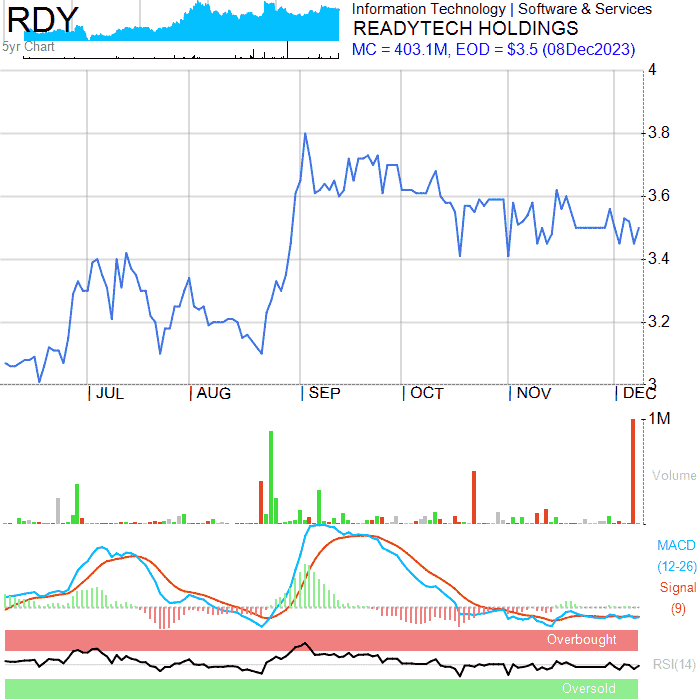 RDY
5yr Chart
Information Technology | Software & Services
READYTECH HOLDINGS
MC = 403.1M, EOD = $3.5 (08Dec2023)
4
3.8
3.6
3.4
3.2
3
JUL AUG SEP OCT NOV DEC
1M
Volume
MACD
(12-26)
Signal
(9)
Overbought
RSI(14)
Oversold